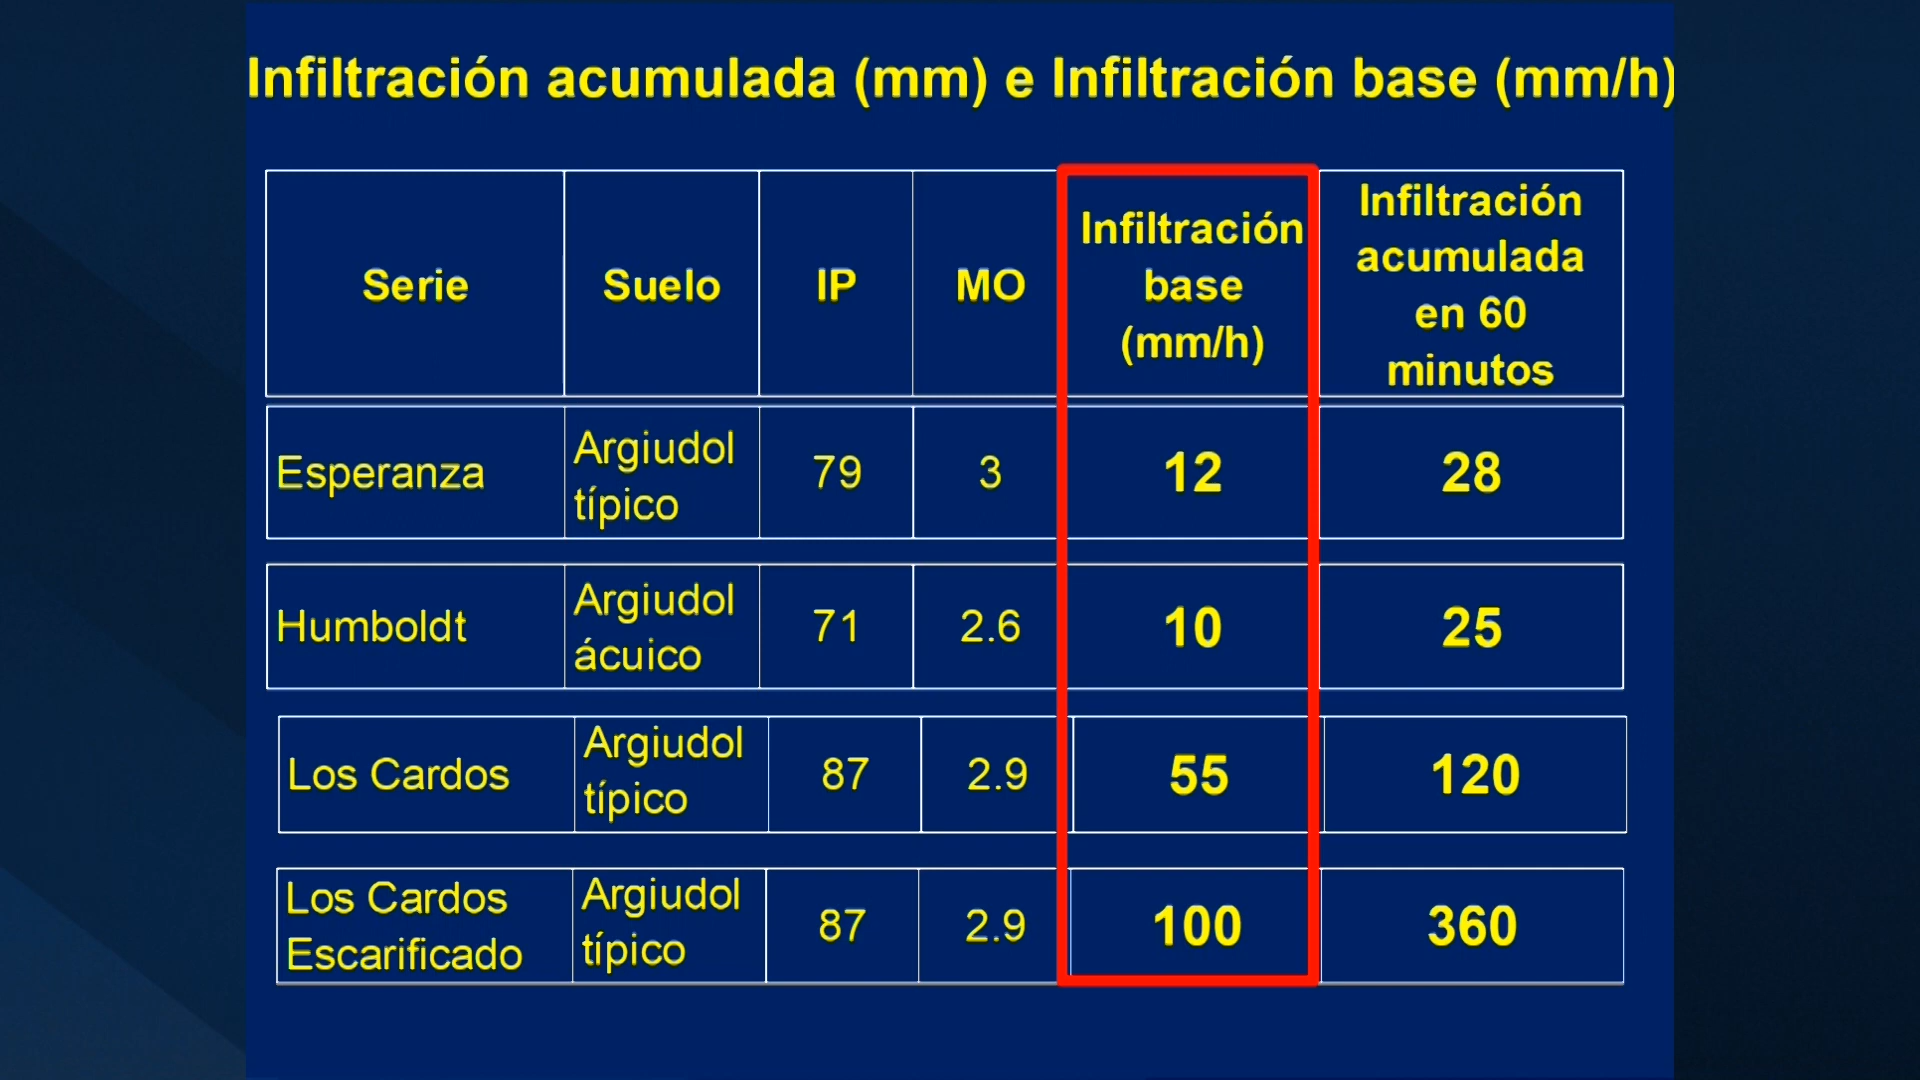 Infiltración acumulada (mm) e Infiltración base (mm/h)
Serie
Suelo
IP
MO
Infiltración
base
(mm/h)
Infiltración
acumulada
en 60
minutos
Esperanza
Argiudol
típico
79
3
12
28
Humboldt
Argiudol
ácuico
71
2.6
10
25
Los Cardos
Argiudol
típico
87
2.9
55
120
Los Cardos
Escarificado
Argiudol
típico
87
2.9
100
360